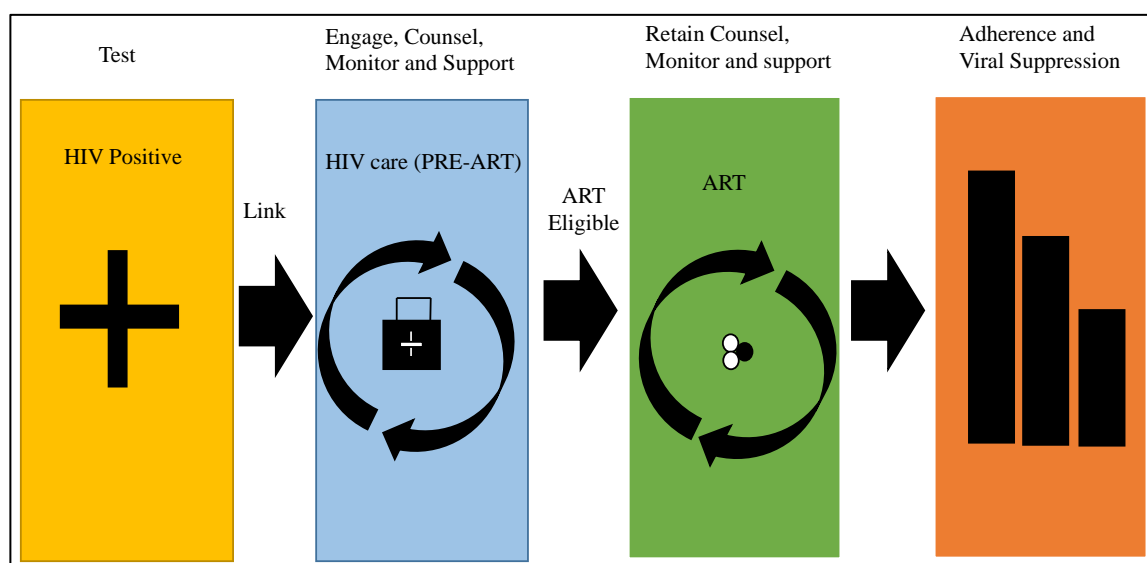 Test
Engage, Counsel,
Monitor and Support
Retain Counsel,
Monitor and support
Adherence and
Viral Suppression
HIV Positive
Link
HIV care (PRE-ART)
ART
Eligible
ART